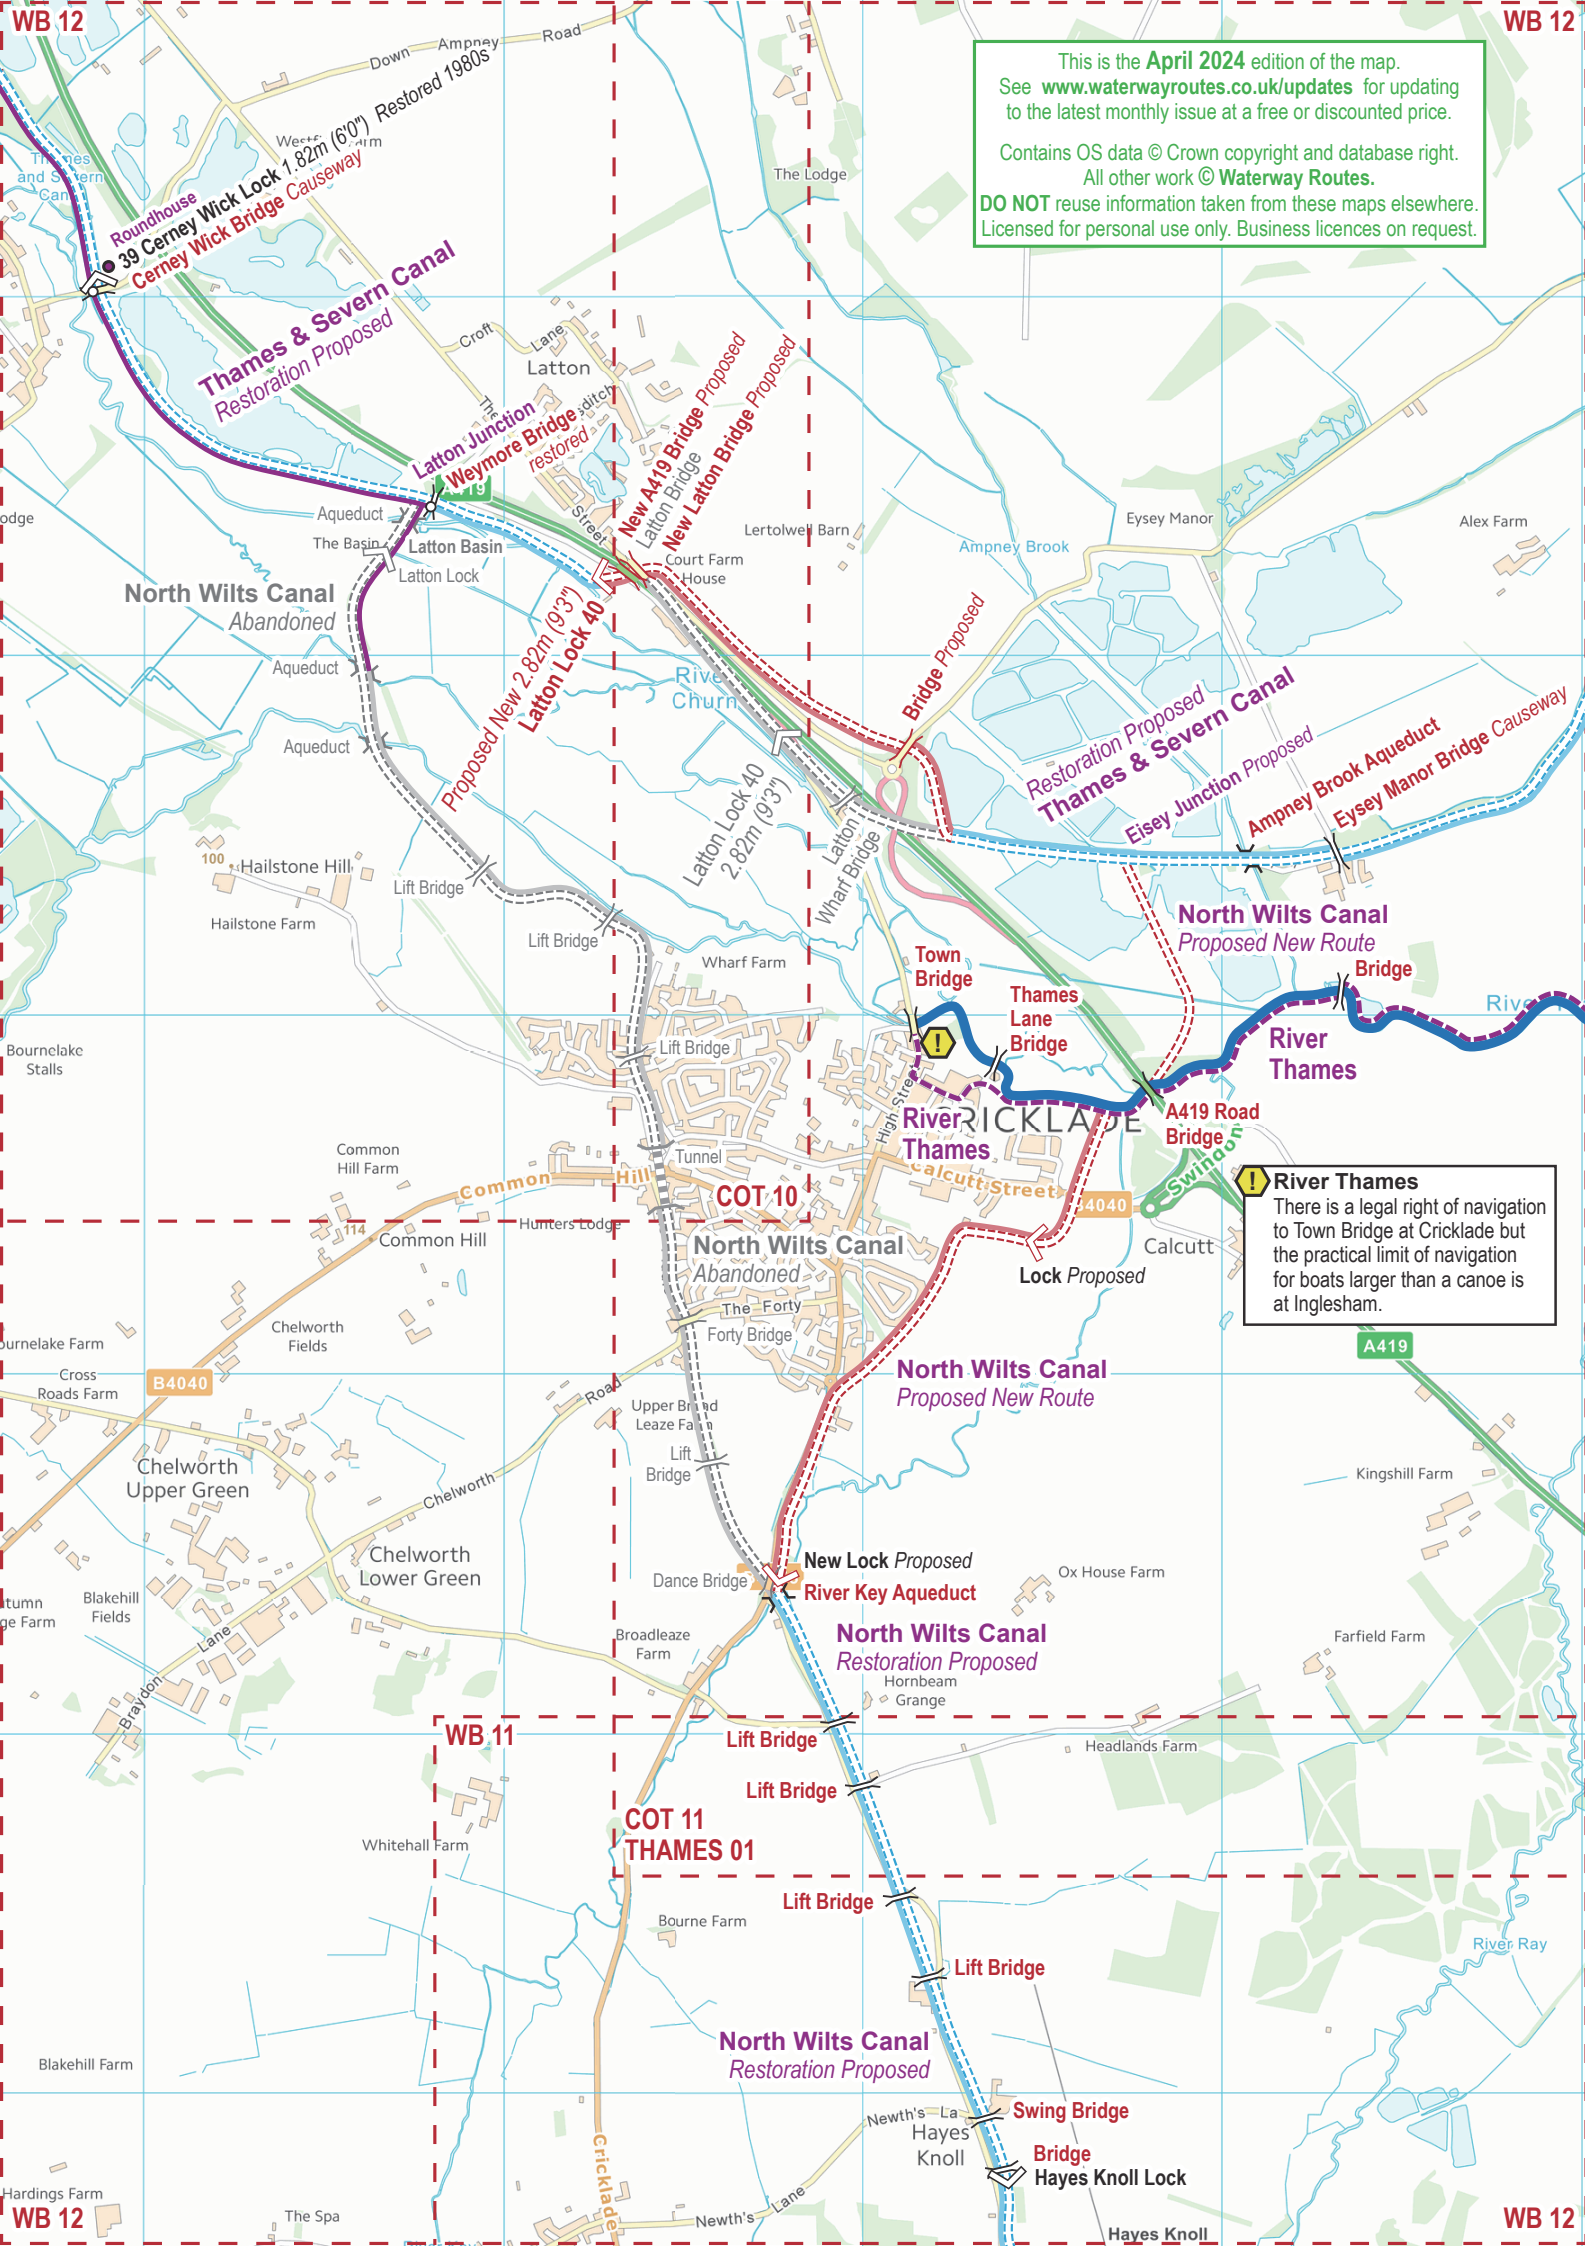 WB 12
WB 12
This is the April 2024 edition of the map.
See www.waterwayroutes.co.uk/updates for updating
to the latest monthly issue at a free or discounted price.
Contains OS data © Crown copyright and database right.
All other work © Waterway Routes.
DO NOT reuse information taken from these maps elsewhere.
Licensed for personal use only. Business licences on request.
Down Ampney Road
The Lodge
Roundhouse
39 Cerney Wick Lock 1.82m (6'0") Restored 1980s
Cerney Wick Bridge Causeway
Thames & Severn Canal
Restoration Proposed
Croft Lane
Latton
Latton Junction
Weymore Bridge
restored
Street
New A419 Bridge Proposed
Latton Bridge
New Latton Bridge Proposed
Lertolwell Barn
Court Farm
House
Ampney Brook
Eysey Manor
Alex Farm
Aqueduct
The Basin
Latton Basin
Latton Lock
North Wilts Canal
Abandoned
Aqueduct
Aqueduct
Proposed New 2.82m (9'3")
Latton Lock 40
River
Churn
Bridge Proposed
Restoration Proposed
Thames & Severn Canal
Eisey Junction Proposed
Ampney Brook Aqueduct
Eysey Manor Bridge Causeway
Latton Lock 40
2.82m (9'3")
Latton
Wharf Bridge
100
Hailstone Hill
Hailstone Farm
Lift Bridge
Lift Bridge
Wharf Farm
North Wilts Canal
Proposed New Route
Town
Bridge
Thames
Lane
Bridge
Bridge
River
Thames
Bournelake
Stalls
Lift Bridge
High Street
River
Thames
CRICKLADE
A419 Road
Bridge
Swindon
Common
Hill Farm
Tunnel
Common Hill
Calcutt Street
B4040
COT 10
Hunters Lodge
114
Common Hill
Calcutt
! River Thames
There is a legal right of navigation
to Town Bridge at Cricklade but
the practical limit of navigation
for boats larger than a canoe is
at Inglesham.
North Wilts Canal
Abandoned
Lock Proposed
The Forty
Forty Bridge
Chelworth
Fields
A419
Cross
Roads Farm
B4040
North Wilts Canal
Proposed New Route
Chelworth Road
Lift
Bridge
Chelworth
Upper Green
Kingshill Farm
Chelworth
Lower Green
Dance Bridge
New Lock Proposed
River Key Aqueduct
Ox House Farm
Blakehill
Fields
Braydon Lane
Broadleaze
Farm
North Wilts Canal
Restoration Proposed
Farfield Farm
Hornbeam
Grange
WB 11
Lift Bridge
Headlands Farm
Lift Bridge
COT 11
THAMES 01
Whitehall Farm
Lift Bridge
Bourne Farm
River Ray
Lift Bridge
North Wilts Canal
Restoration Proposed
Blakehill Farm
Newth's La
Swing Bridge
Hayes
Knoll
Bridge
Hayes Knoll Lock
Cricklade
Hardings Farm
WB 12
The Spa
Newth's Lane
Hayes Knoll
WB 12